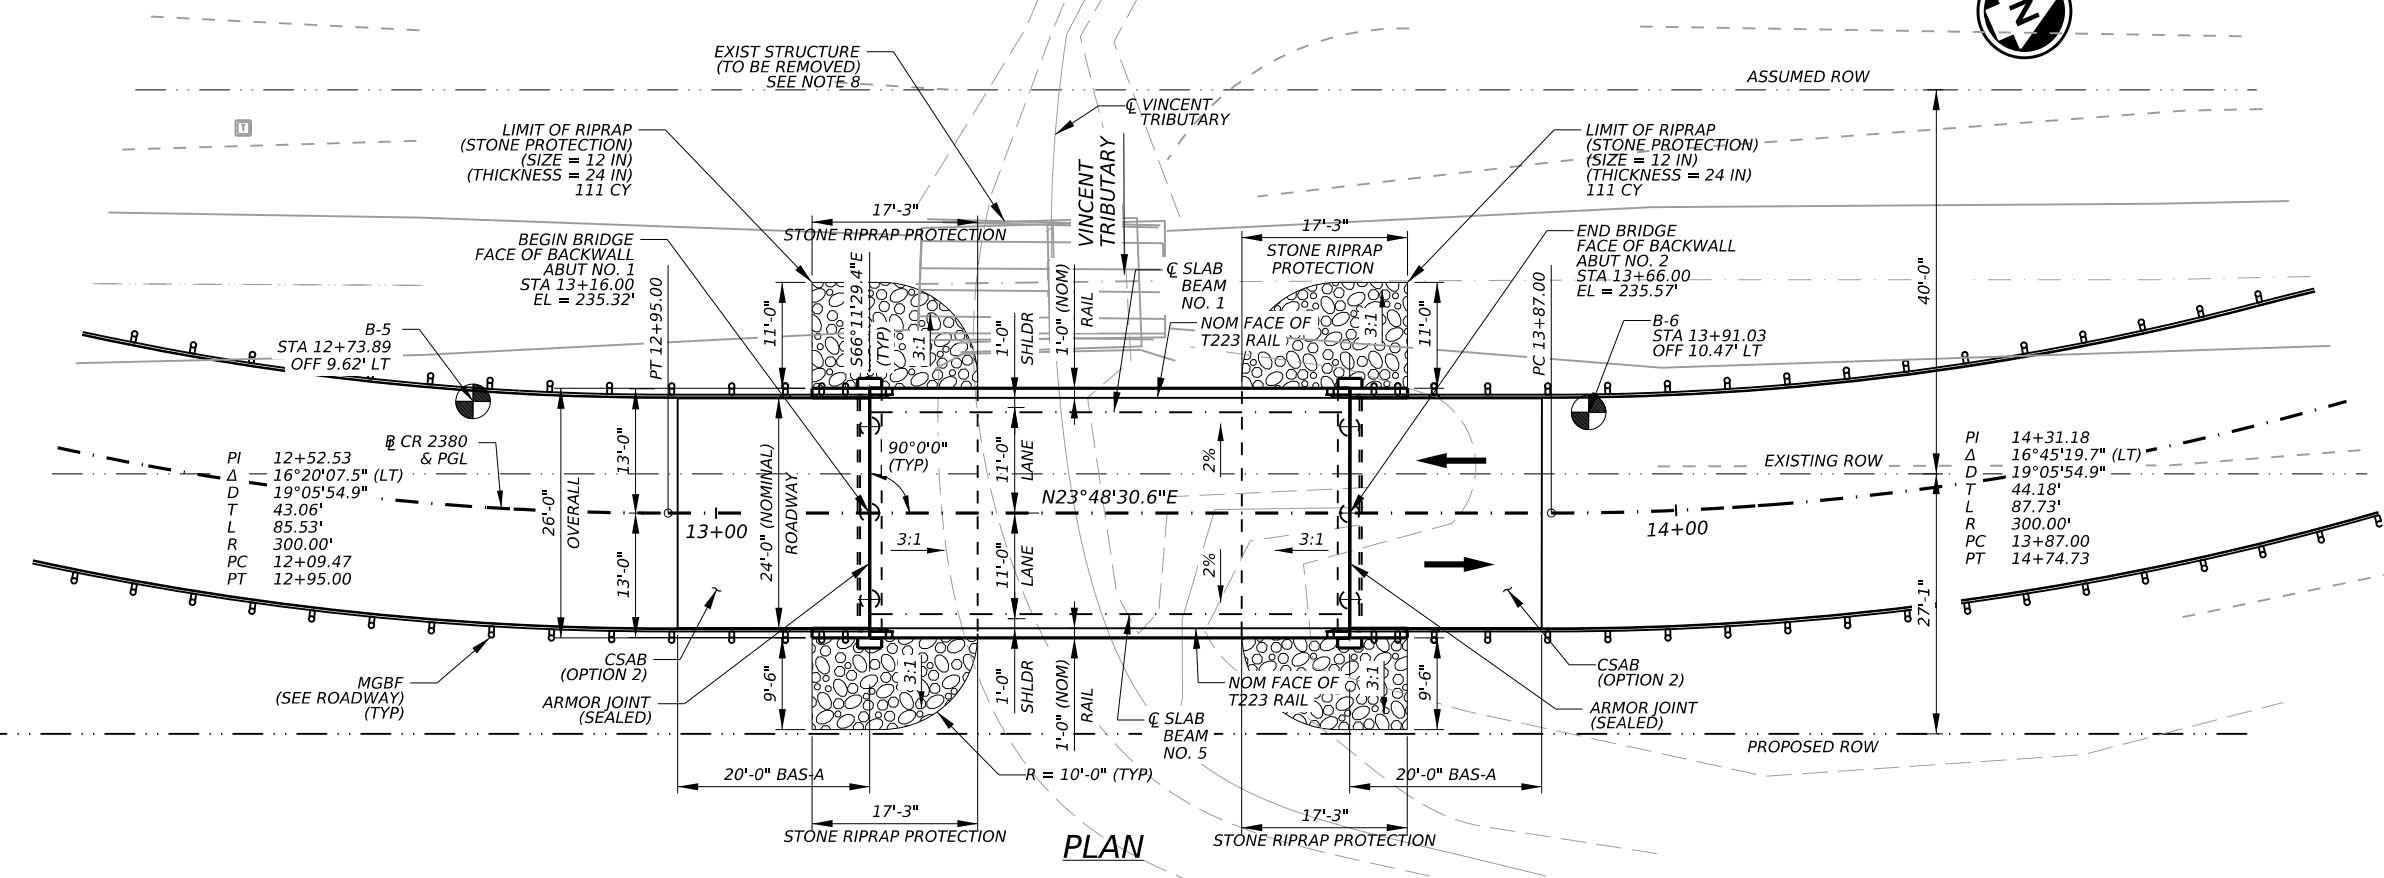 N
EXIST STRUCTURE
(TO BE REMOVED)
SEE NOTE 8
ASSUMED ROW
℄ VINCENT
TRIBUTARY
T
LIMIT OF RIPRAP
(STONE PROTECTION)
(SIZE = 12 IN)
(THICKNESS = 24 IN)
111 CY
VINCENT
TRIBUTARY
LIMIT OF RIPRAP
(STONE PROTECTION)
(SIZE = 12 IN)
(THICKNESS = 24 IN)
111 CY
17'-3"
STONE RIPRAP PROTECTION
17'-3"
STONE RIPRAP
PROTECTION
BEGIN BRIDGE
FACE OF BACKWALL
ABUT NO. 1
STA 13+16.00
EL = 235.32'
END BRIDGE
FACE OF BACKWALL
ABUT NO. 2
STA 13+66.00
EL = 235.57'
PT 12+95.00
11'-0"
S66°11'29.4"E
(TYP)
3:1
1'-0"
SHLDR
1'-0" (NOM)
RAIL
℄ SLAB
BEAM
NO. 1
NOM FACE OF
T223 RAIL
3:1
11'-0"
PC 13+87.00
40'-0"
B-5
STA 12+73.89
OFF 9.62' LT
B-6
STA 13+91.03
OFF 10.47' LT
B CR 2380
& PGL
PI 12+52.53
Δ 16°20'07.5" (LT)
D 19°05'54.9"
T 43.06'
L 85.53'
R 300.00'
PC 12+09.47
PT 12+95.00
26'-0"
OVERALL
13'-0"
13'-0"
13+00
24'-0" (NOMINAL)
ROADWAY
90°0'0"
(TYP)
3:1
11'-0"
LANE
11'-0"
LANE
N23°48'30.6"E
2%
2%
3:1
14+00
EXISTING ROW
PI 14+31.18
Δ 16°45'19.7" (LT)
D 19°05'54.9"
T 44.18'
L 87.73'
R 300.00'
PC 13+87.00
PT 14+74.73
27'-1"
CSAB
(OPTION 2)
MGBF
(SEE ROADWAY)
(TYP)
ARMOR JOINT
(SEALED)
9'-6"
3:1
1'-0"
SHLDR
1'-0" (NOM)
RAIL
℄ SLAB
BEAM
NO. 5
NOM FACE OF
T223 RAIL
3:1
9'-6"
CSAB
(OPTION 2)
ARMOR JOINT
(SEALED)
PROPOSED ROW
20'-0" BAS-A
R = 10'-0" (TYP)
20'-0" BAS-A
17'-3"
STONE RIPRAP PROTECTION
17'-3"
STONE RIPRAP PROTECTION
PLAN